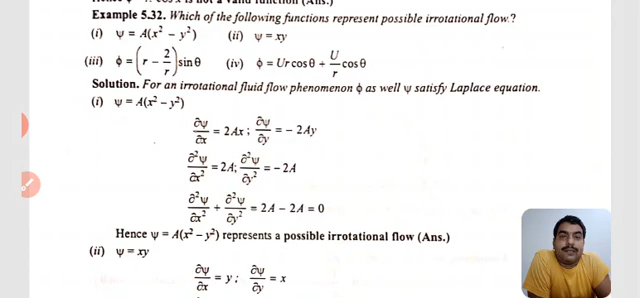 Example 5.32. Which of the following functions represent possible irrotational flow?
(i) ψ = A(x² – y²) (ii) ψ = xy
(iii) ϕ = (r – 2/r) sin θ (iv) ϕ = Ur cos θ + U/r cos θ
Solution. For an irrotational fluid flow phenomenon ϕ as well ψ satisfy Laplace equation.
(i) ψ = A(x² – y²)
∂ψ/∂x = 2Ax ; ∂ψ/∂y = – 2Ay
∂²ψ/∂x² = 2A; ∂²ψ/∂y² = – 2A
∂²ψ/∂x² + ∂²ψ/∂y² = 2A – 2A = 0
Hence ψ = A(x² – y²) represents a possible irrotational flow (Ans.)
(ii) ψ = xy
∂ψ/∂x = y ; ∂ψ/∂y = x